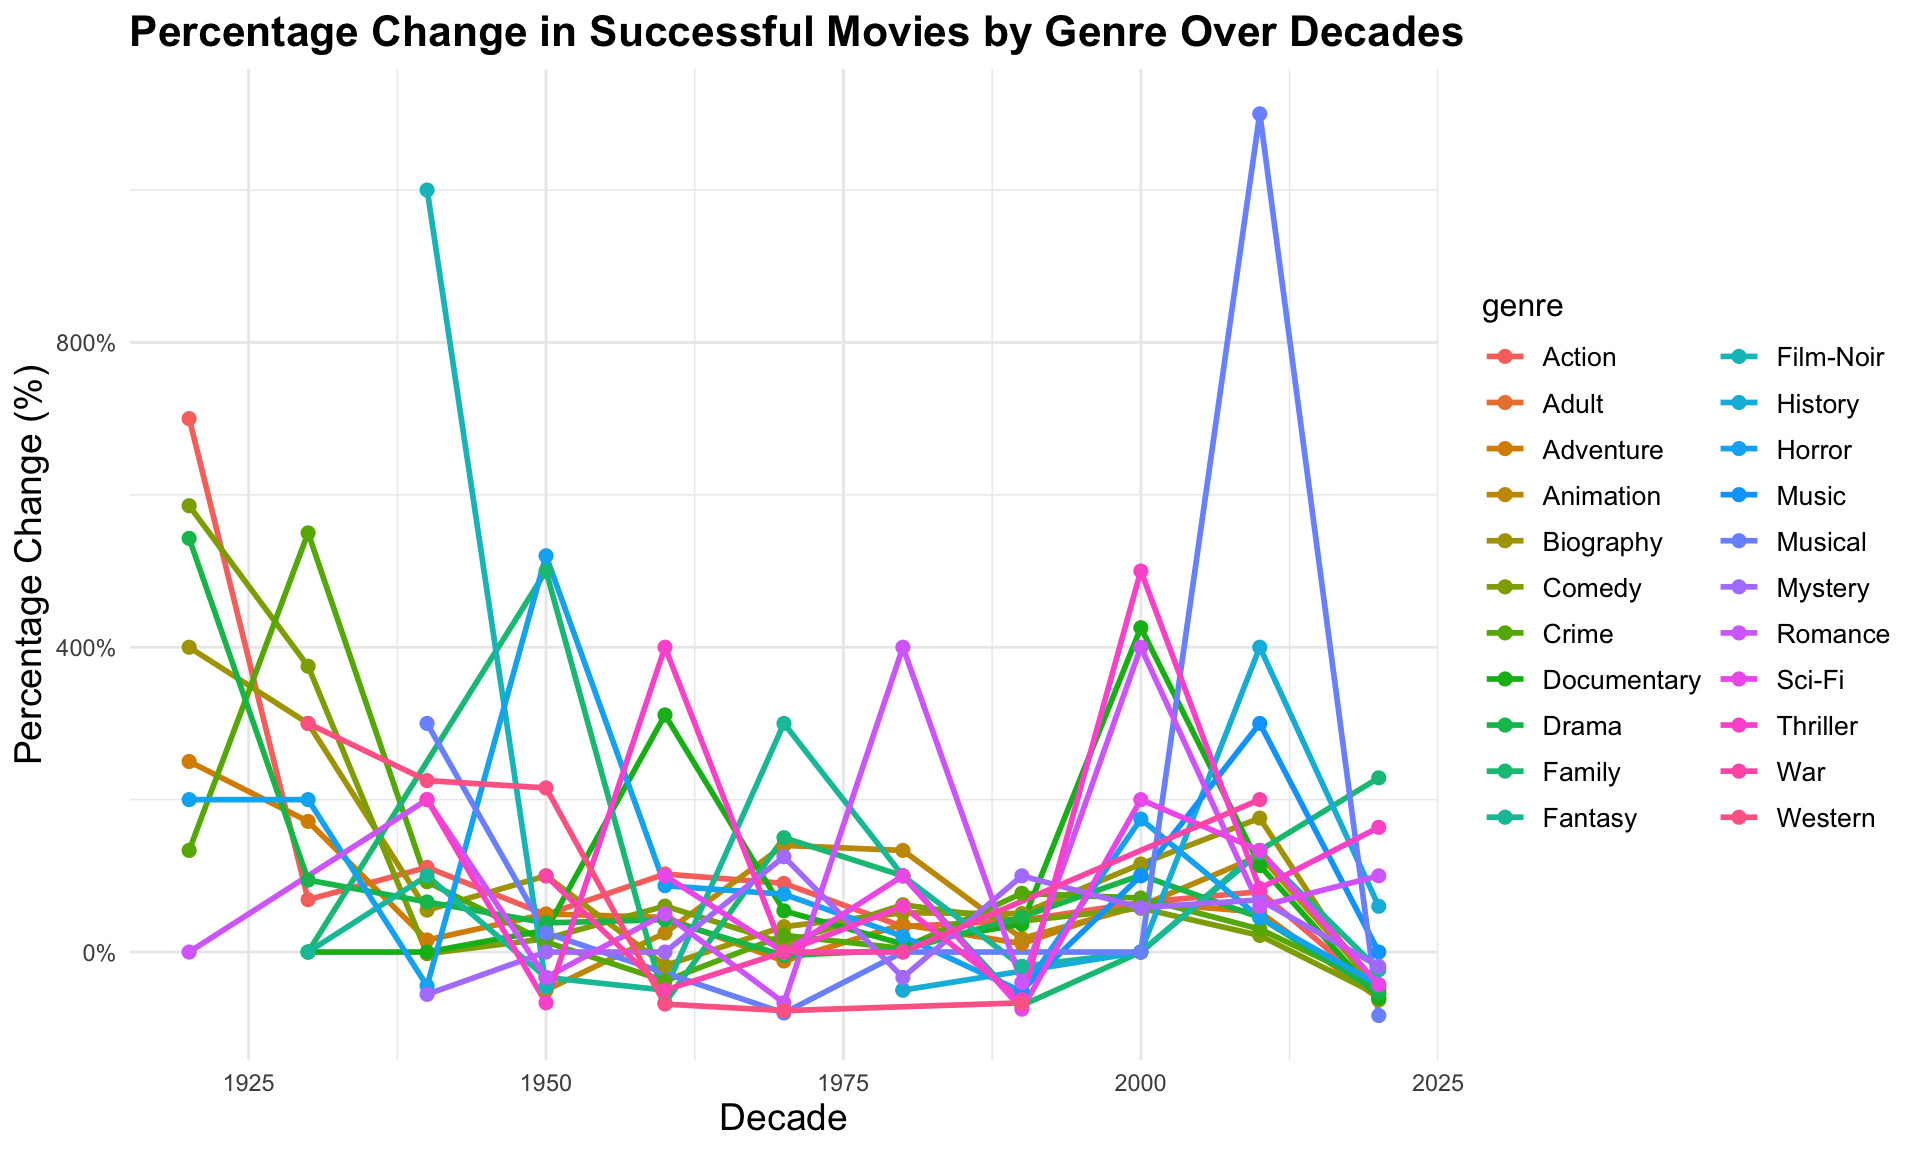 Percentage Change in Successful Movies by Genre Over Decades
Percentage Change (%)
800%
400%
0%
1925
1950
1975
2000
2025
Decade
genre
Action
Adult
Adventure
Animation
Biography
Comedy
Crime
Documentary
Drama
Family
Fantasy
Film-Noir
History
Horror
Music
Musical
Mystery
Romance
Sci-Fi
Thriller
War
Western